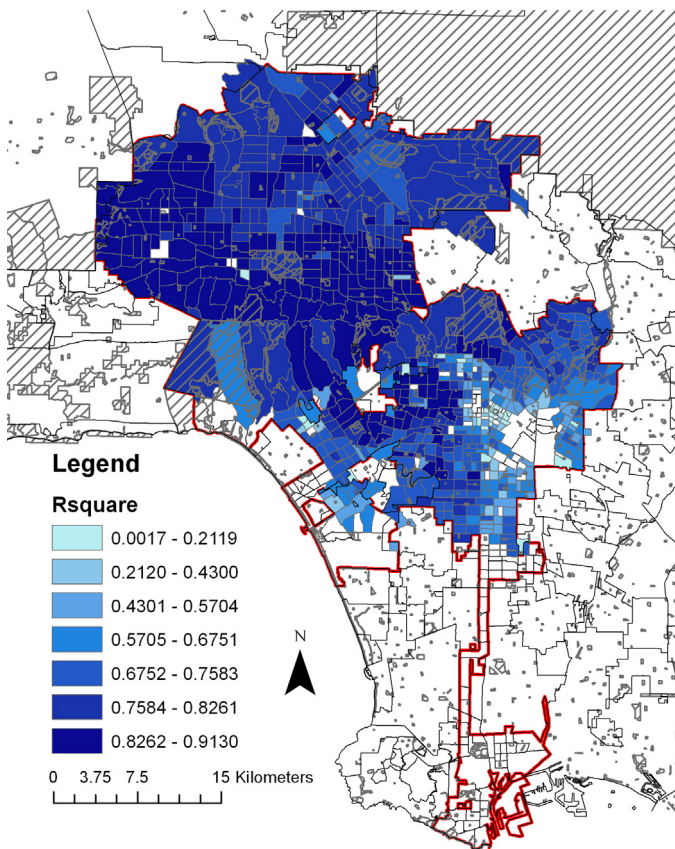 Legend
Rsquare
0.0017 - 0.2119
0.2120 - 0.4300
0.4301 - 0.5704
0.5705 - 0.6751
0.6752 - 0.7583
0.7584 - 0.8261
0.8262 - 0.9130
N
0 3.75 7.5 15 Kilometers